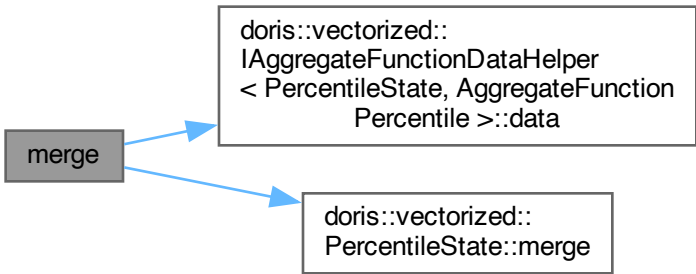 merge
doris::vectorized::
IAggregateFunctionDataHelper
< PercentileState, AggregateFunction
Percentile >::data
doris::vectorized::
PercentileState::merge